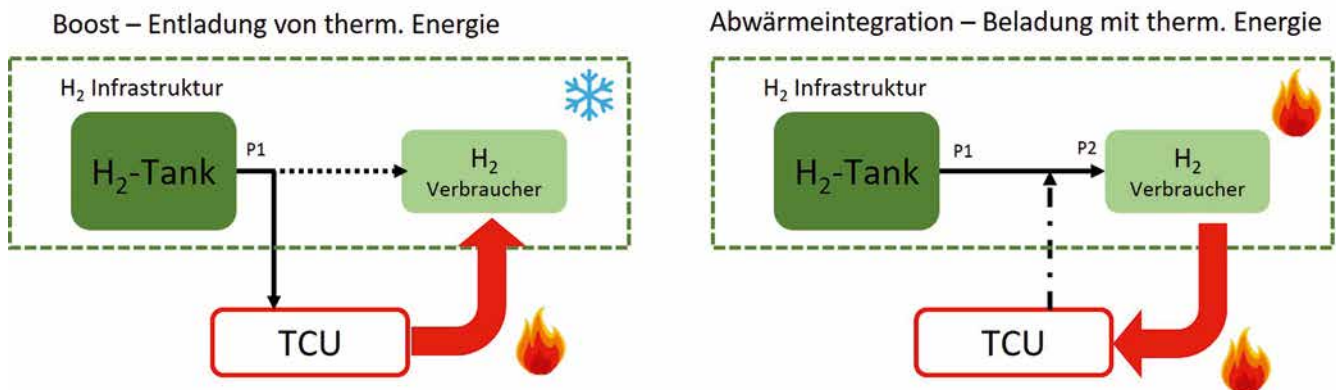 Boost – Entladung von therm. Energie
H₂ Infrastruktur
H₂-Tank
P1
H₂
Verbraucher
TCU
Abwärmeintegration – Beladung mit therm. Energie
H₂ Infrastruktur
H₂-Tank
P1
P2
H₂
Verbraucher
TCU